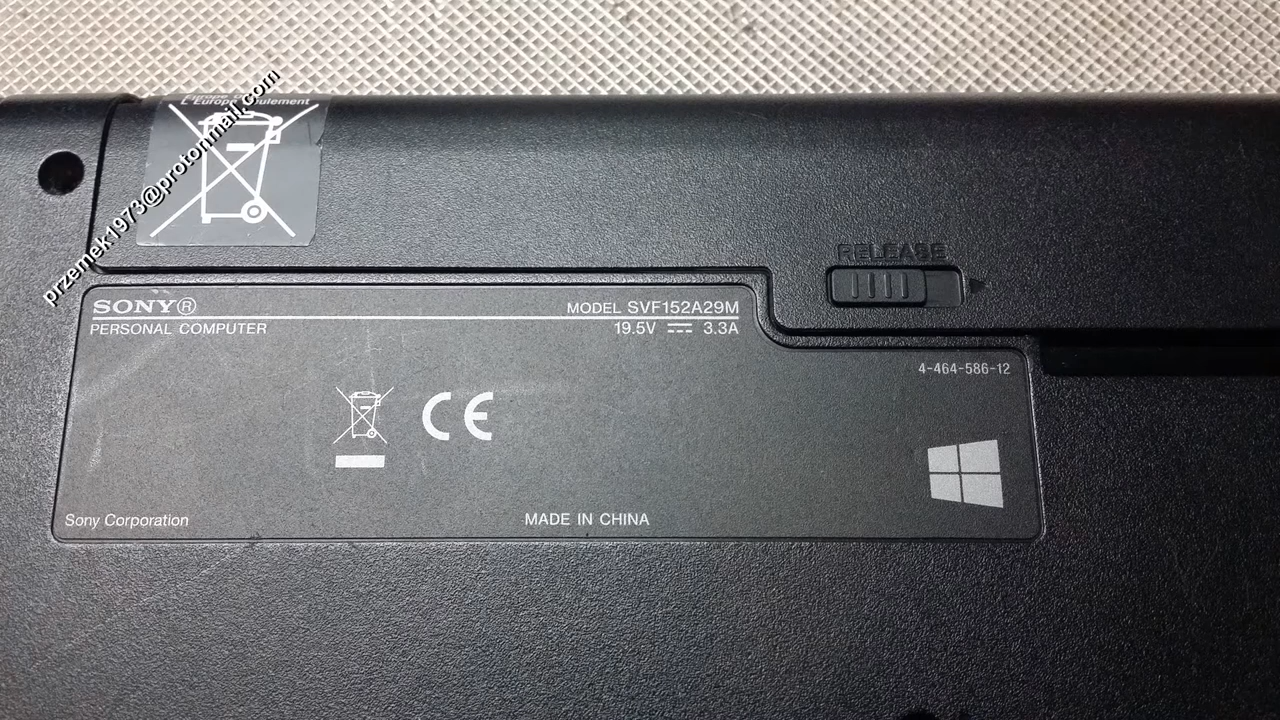 L'Europe
przemek1973@protonmail.com
RELEASE
SONY®
MODEL SVF152A29M
PERSONAL COMPUTER
19.5V ⎓ 3.3A
4-464-586-12
CE
Sony Corporation
MADE IN CHINA